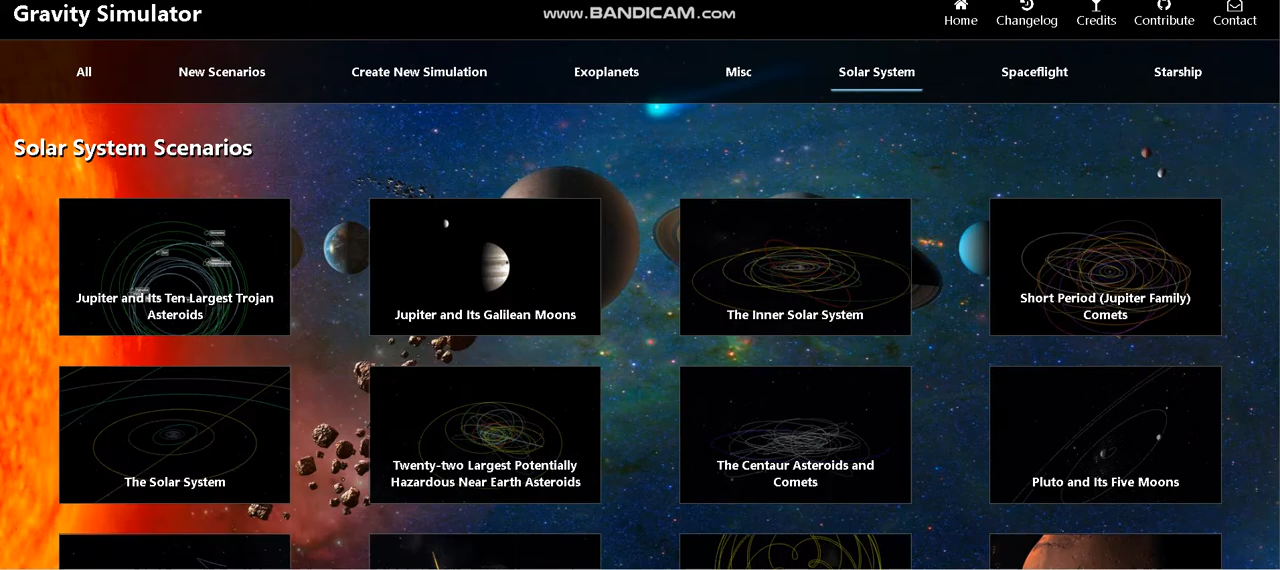 Gravity Simulator
www.BANDICAM.com
Home
Changelog
Credits
Contribute
Contact
All
New Scenarios
Create New Simulation
Exoplanets
Misc
Solar System
Spaceflight
Starship
Solar System Scenarios
Jupiter and Its Ten Largest Trojan
Asteroids
Jupiter and Its Galilean Moons
The Inner Solar System
Short Period (Jupiter Family)
Comets
The Solar System
Twenty-two Largest Potentially
Hazardous Near Earth Asteroids
The Centaur Asteroids and
Comets
Pluto and Its Five Moons